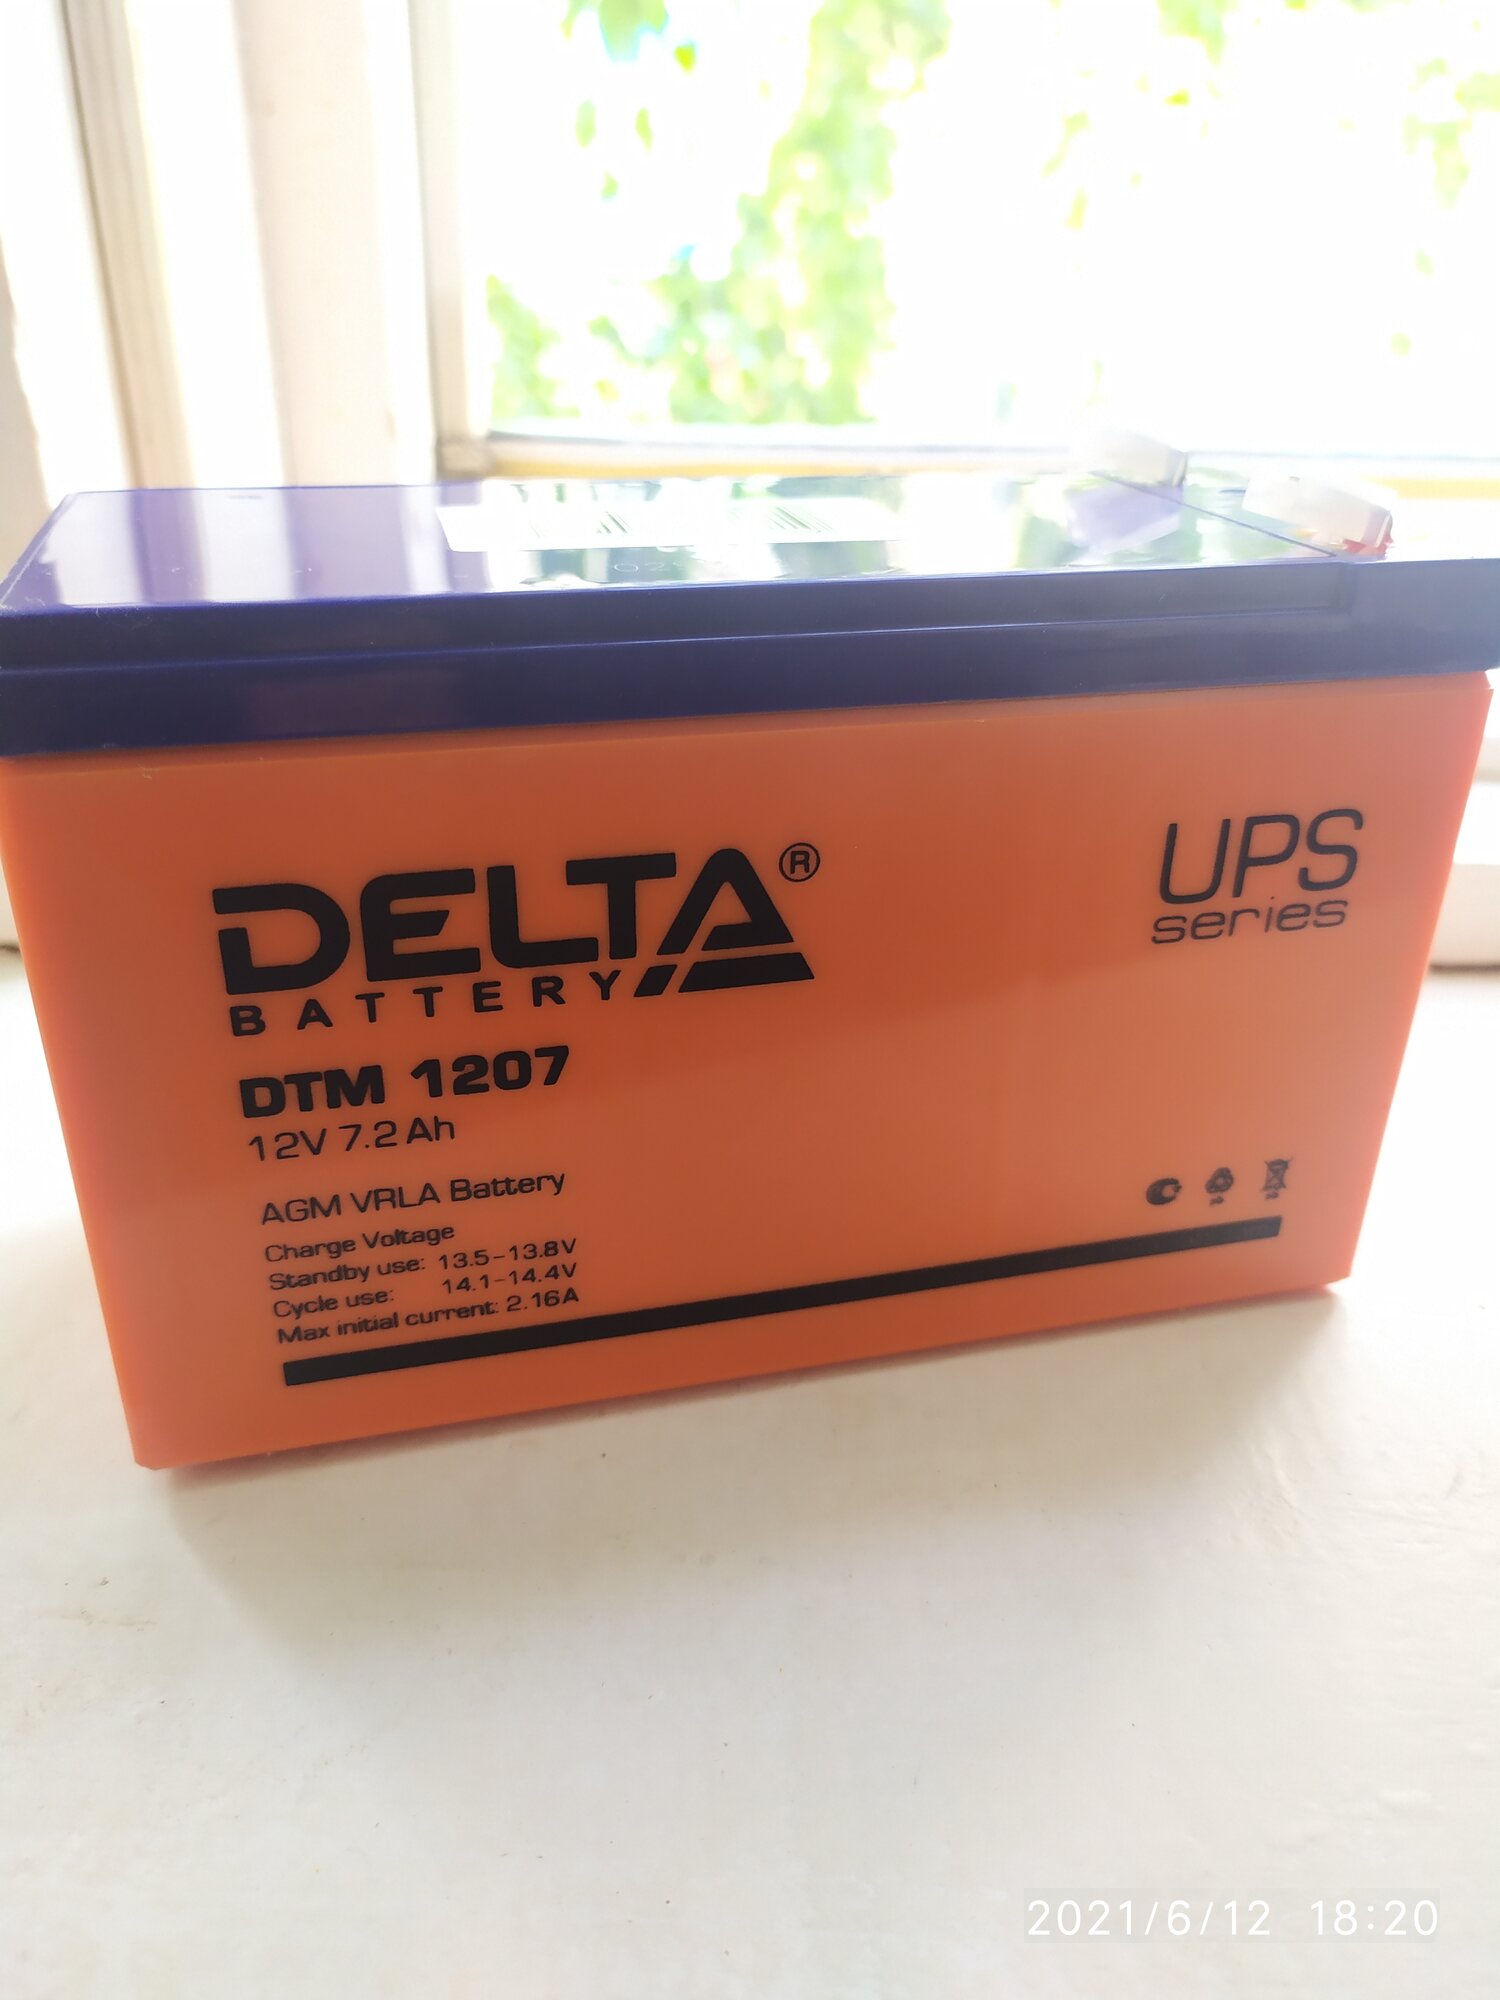 DELTA®
BATTERY
UPS
series
DTM 1207
12V 7.2Ah
AGM VRLA Battery
Charge Voltage
Standby use: 13.5-13.8V
Cycle use: 14.1-14.4V
Max initial current: 2.16A
2021/6/12 18:20